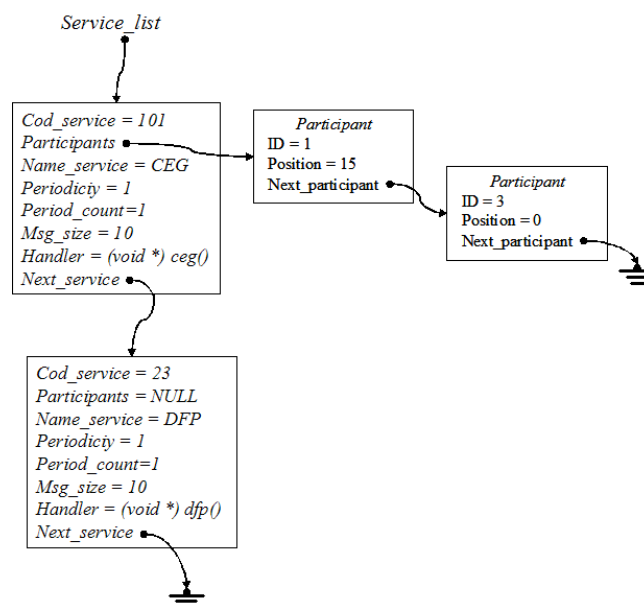 Service_list
Cod_service = 101
Participants
Name_service = CEG
Periodiciy = 1
Period_count=1
Msg_size = 10
Handler = (void *) ceg()
Next_service
Participant
ID = 1
Position = 15
Next_participant
Participant
ID = 3
Position = 0
Next_participant
Cod_service = 23
Participants = NULL
Name_service = DFP
Periodiciy = 1
Period_count=1
Msg_size = 10
Handler = (void *) dfp()
Next_service